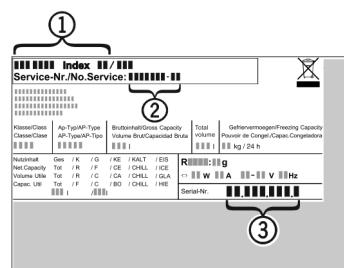 1
Index /
Service-Nr./No.Service: -
2
Klasse/Class Ap-Typ/AP-Type Bruttoinhalt/Gross Capacity Total Gefriervermoegen/Freezing Capacity
Classe/Clase AP-Type/AP-Tipo Volume Brut/Capacidad Bruta volume Pouvoir de Congel./Capac.Congeladora
l l kg / 24 h
Nutzinhalt Ges / K / G / KE / KALT / EIS
Net.Capacity Tot / R / F / CE / CHILL / ICE
Volume Utile Tot / R / C / CA / CHILL / GLA
Capac. Util Tot / F / C / BO / CHILL / HIE
l / l
R : g
W A - V Hz
Serial-Nr. . . .
3